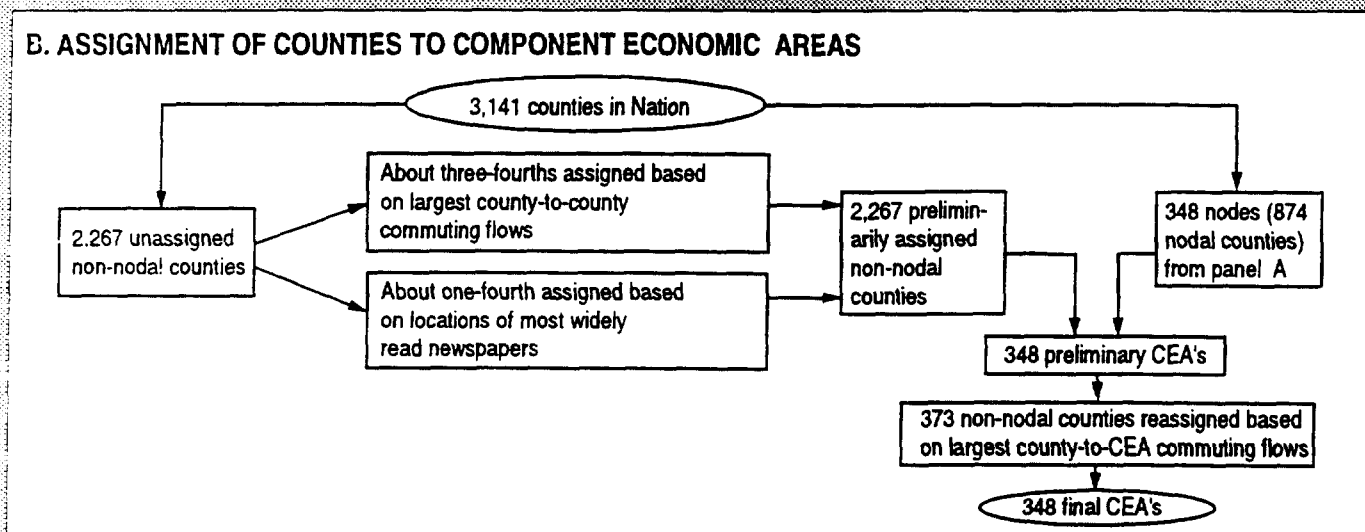 B. ASSIGNMENT OF COUNTIES TO COMPONENT ECONOMIC AREAS
3,141 counties in Nation
2.267 unassigned
non-nodal counties
About three-fourths assigned based
on largest county-to-county
commuting flows
About one-fourth assigned based
on locations of most widely
read newspapers
2,267 prelimin-
arily assigned
non-nodal
counties
348 nodes (874
nodal counties)
from panel A
348 preliminary CEA's
373 non-nodal counties reassigned based
on largest county-to-CEA commuting flows
348 final CEA's